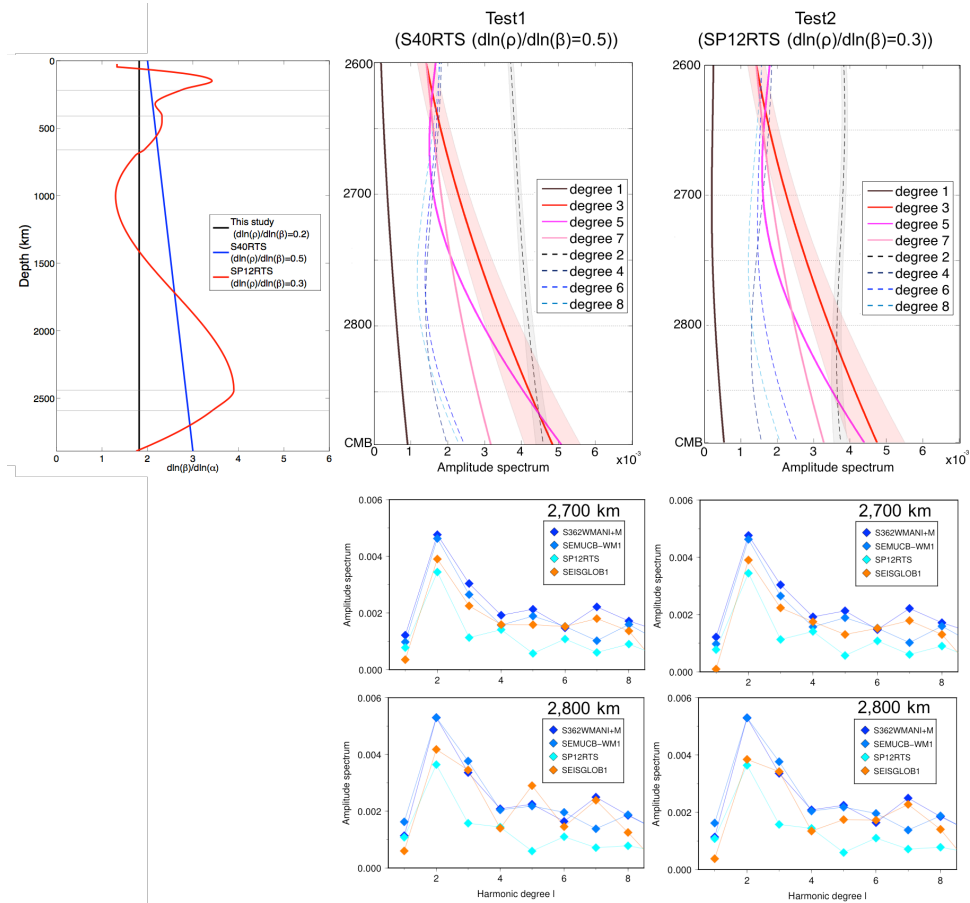 Test1
(S40RTS (dln(ρ)/dln(β)=0.5))
Test2
(SP12RTS (dln(ρ)/dln(β)=0.3))
0
500
1000
1500
2000
2500
Depth (km)
This study
(dln(ρ)/dln(β)=0.2)
S40RTS
(dln(ρ)/dln(β)=0.5)
SP12RTS
(dln(ρ)/dln(β)=0.3)
0 1 2 3 4 5 6
dln(β)/dln(α)
2600
2700
2800
CMB
degree 1
degree 3
degree 5
degree 7
degree 2
degree 4
degree 6
degree 8
0 1 2 3 4 5 6
x10⁻³
Amplitude spectrum
2600
2700
2800
CMB
degree 1
degree 3
degree 5
degree 7
degree 2
degree 4
degree 6
degree 8
0 1 2 3 4 5 6
x10⁻³
Amplitude spectrum
2,700 km
S362WMANI+M
SEMUCB−WM1
SP12RTS
SEISGLOB1
0.006
0.004
0.002
0.000
Amplitude spectrum
2 4 6 8
2,700 km
S362WMANI+M
SEMUCB−WM1
SP12RTS
SEISGLOB1
0.006
0.004
0.002
0.000
Amplitude spectrum
2 4 6 8
2,800 km
S362WMANI+M
SEMUCB−WM1
SP12RTS
SEISGLOB1
0.006
0.004
0.002
0.000
Amplitude spectrum
2 4 6 8
Harmonic degree l
2,800 km
S362WMANI+M
SEMUCB−WM1
SP12RTS
SEISGLOB1
0.006
0.004
0.002
0.000
Amplitude spectrum
2 4 6 8
Harmonic degree l